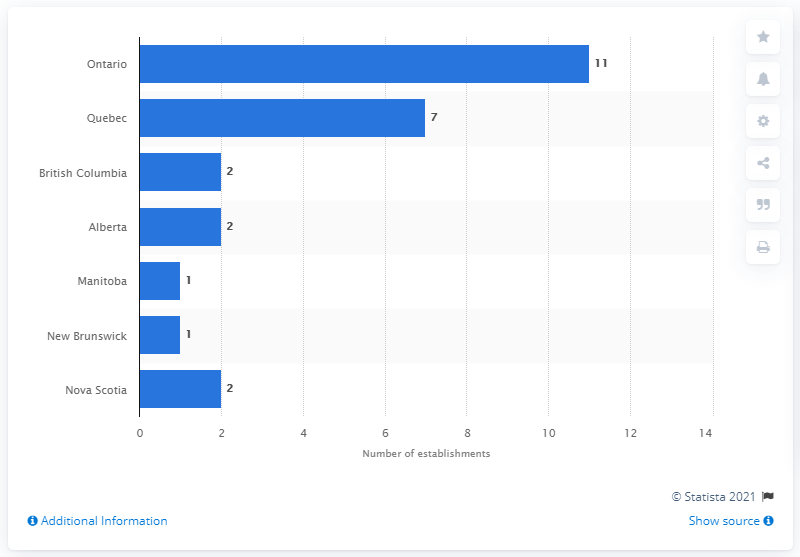 Ontario 11
Quebec 7
British Columbia 2
Alberta 2
Manitoba 1
New Brunswick 1
Nova Scotia 2
0 2 4 6 8 10 12 14
Number of establishments
© Statista 2021
Additional Information Show source